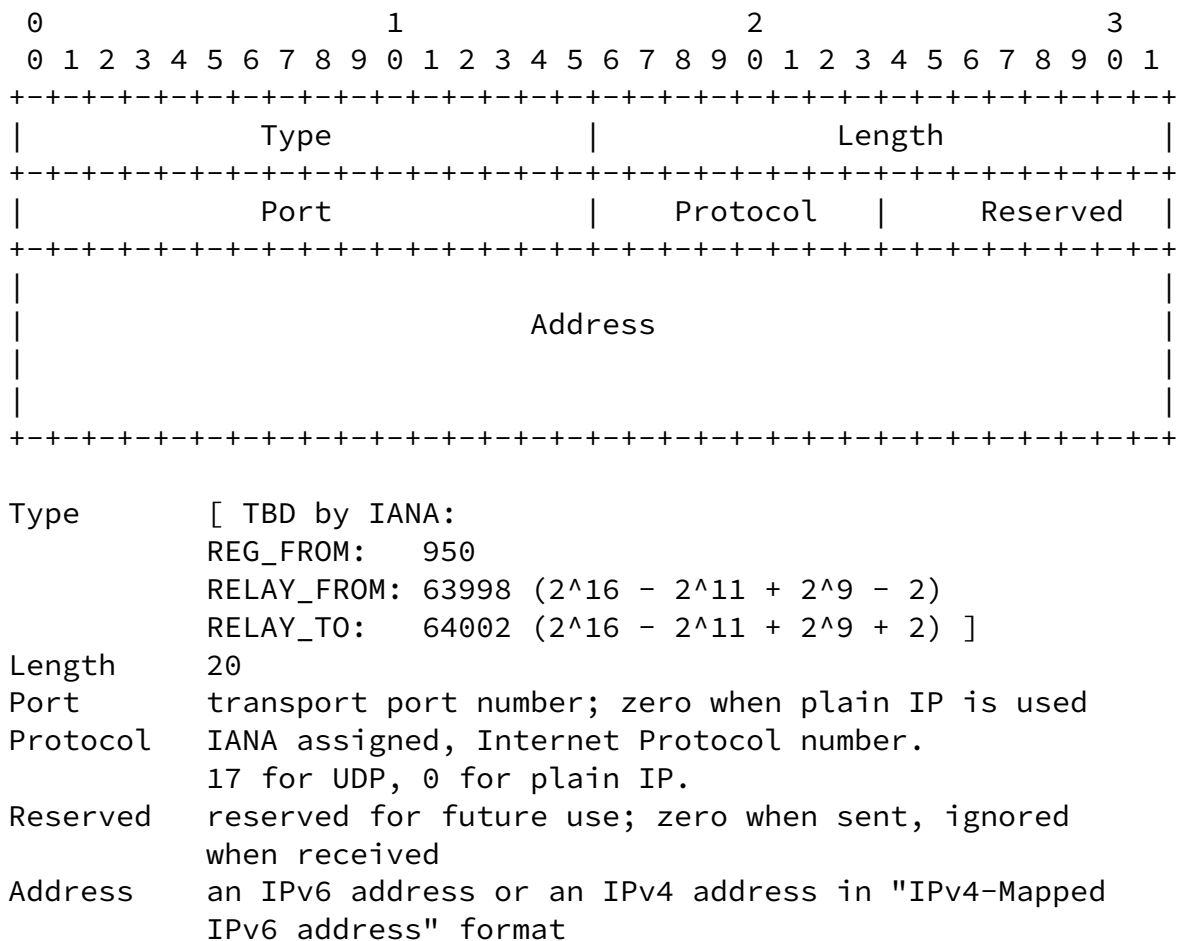 0                   1                   2                   3
 0 1 2 3 4 5 6 7 8 9 0 1 2 3 4 5 6 7 8 9 0 1 2 3 4 5 6 7 8 9 0 1
+-+-+-+-+-+-+-+-+-+-+-+-+-+-+-+-+-+-+-+-+-+-+-+-+-+-+-+-+-+-+-+-+
|             Type              |             Length            |
+-+-+-+-+-+-+-+-+-+-+-+-+-+-+-+-+-+-+-+-+-+-+-+-+-+-+-+-+-+-+-+-+
|             Port              |    Protocol   |     Reserved  |
+-+-+-+-+-+-+-+-+-+-+-+-+-+-+-+-+-+-+-+-+-+-+-+-+-+-+-+-+-+-+-+-+
|                                                               |
|                            Address                            |
|                                                               |
|                                                               |
+-+-+-+-+-+-+-+-+-+-+-+-+-+-+-+-+-+-+-+-+-+-+-+-+-+-+-+-+-+-+-+-+

Type       [ TBD by IANA:
           REG_FROM:   950
           RELAY_FROM: 63998 (2^16 - 2^11 + 2^9 - 2)
           RELAY_TO:   64002 (2^16 - 2^11 + 2^9 + 2) ]
Length     20
Port       transport port number; zero when plain IP is used
Protocol   IANA assigned, Internet Protocol number.
           17 for UDP, 0 for plain IP.
Reserved   reserved for future use; zero when sent, ignored
           when received
Address    an IPv6 address or an IPv4 address in "IPv4-Mapped
           IPv6 address" format